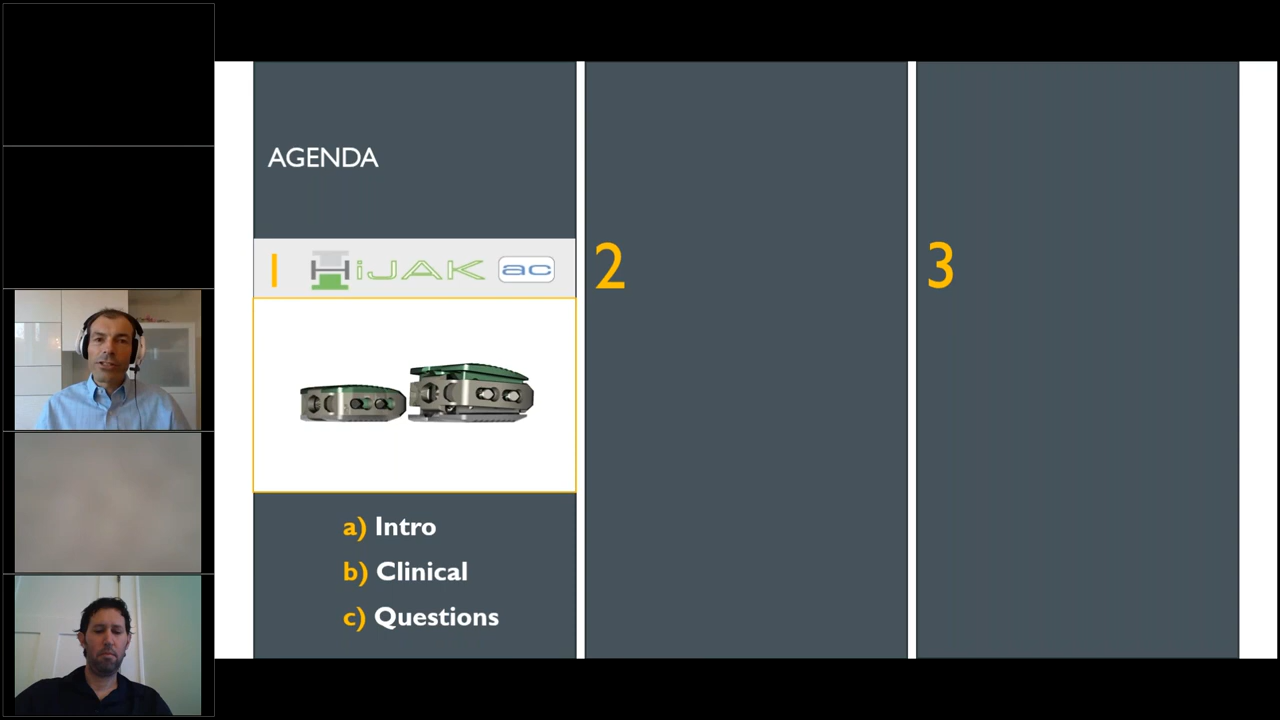 AGENDA
1 HiJAK ac
2
3
a) Intro
b) Clinical
c) Questions